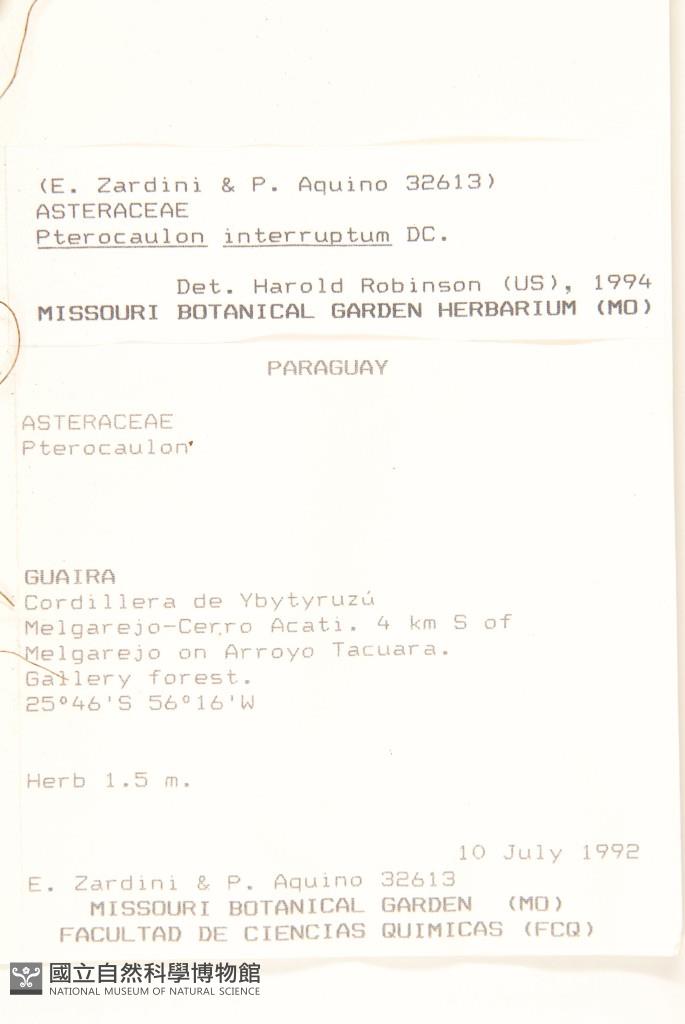 (E. Zardini & P. Aquino 32613)
ASTERACEAE
Pterocaulon interruptum DC.
Det. Harold Robinson (US), 1994
MISSOURI BOTANICAL GARDEN HERBARIUM (MO)
PARAGUAY
ASTERACEAE
Pterocaulon
GUAIRA
Cordillera de Ybytyruzú
Melgarejo-Cerro Acati. 4 km S of
Melgarejo on Arroyo Tacuara.
Gallery forest.
25°46'S 56°16'W
Herb 1.5 m.
10 July 1992
E. Zardini & P. Aquino 32613
MISSOURI BOTANICAL GARDEN (MO)
FACULTAD DE CIENCIAS QUIMICAS (FCQ)
國立自然科學博物館
NATIONAL MUSEUM OF NATURAL SCIENCE